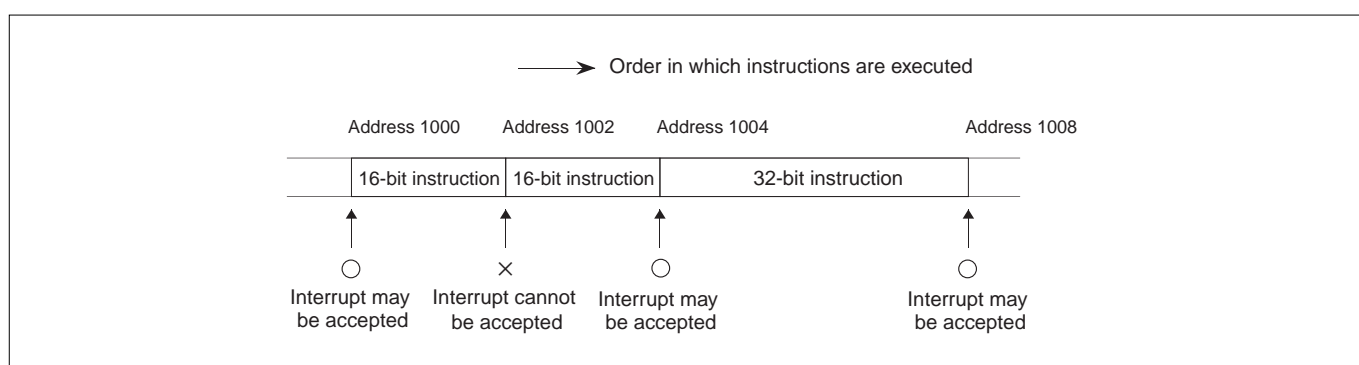 Order in which instructions are executed
Address 1000 Address 1002 Address 1004 Address 1008
16-bit instruction 16-bit instruction 32-bit instruction
○ × ○ ○
Interrupt may Interrupt cannot Interrupt may Interrupt may
be accepted be accepted be accepted be accepted